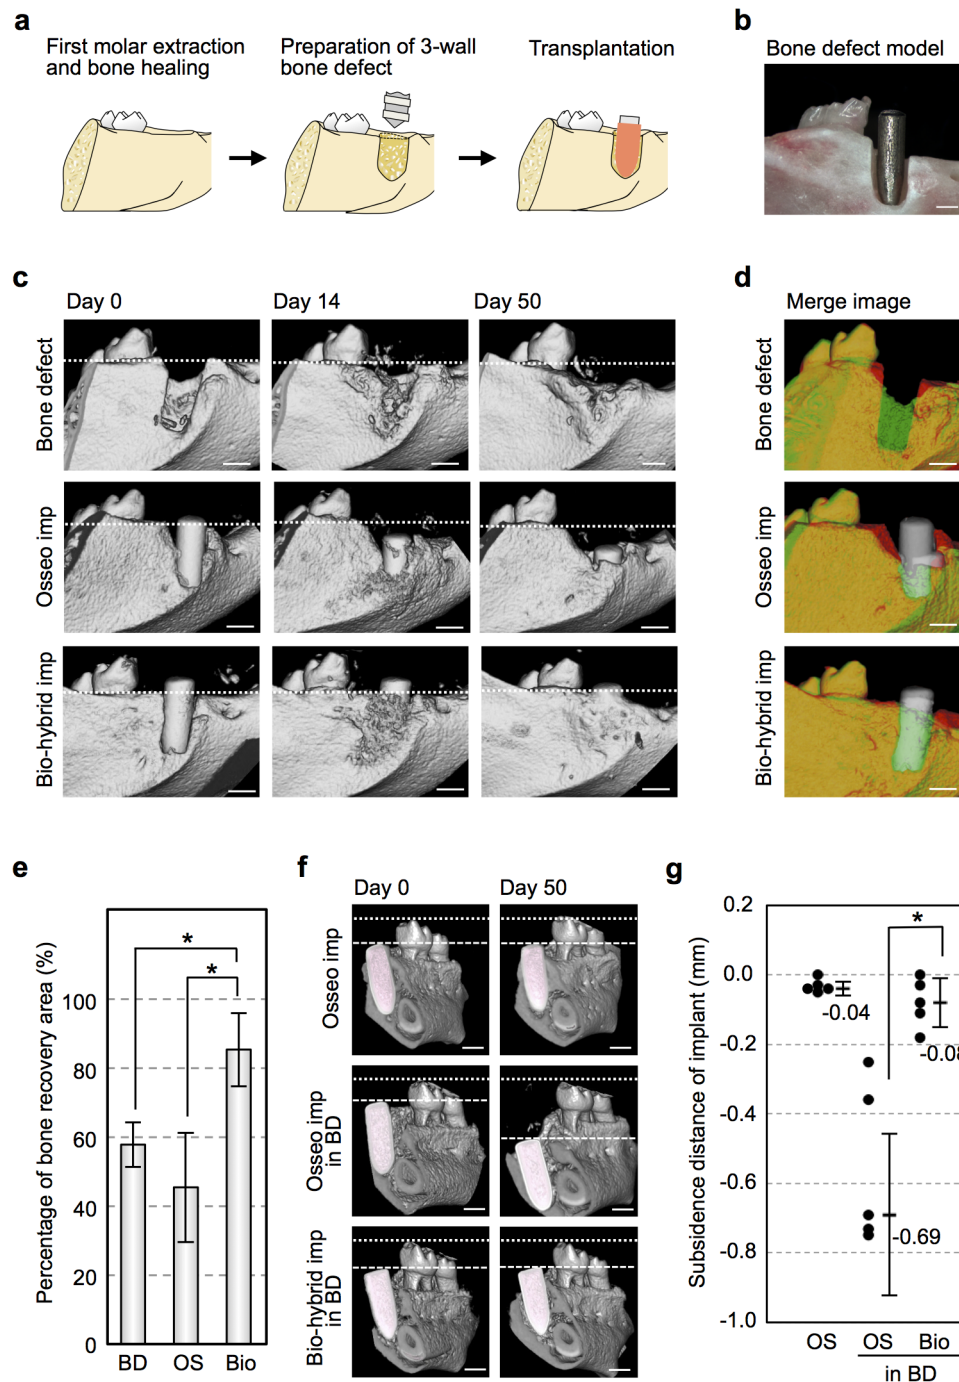 a
First molar extraction
and bone healing
Preparation of 3-wall
bone defect
Transplantation
b
Bone defect model
c
Day 0
Day 14
Day 50
Bone defect
Osseo imp
Bio-hybrid imp
d
Merge image
Bone defect
Osseo imp
Bio-hybrid imp
e
Percentage of bone recovery area (%)
100
80
60
40
20
0
*
*
BD
OS
Bio
f
Day 0
Day 50
Osseo imp
Osseo imp
in BD
Bio-hybrid imp
in BD
g
Subsidence distance of implant (mm)
0.2
0.0
-0.2
-0.4
-0.6
-0.8
-1.0
*
-0.04
-0.69
-0.08
OS
OS
Bio
in BD